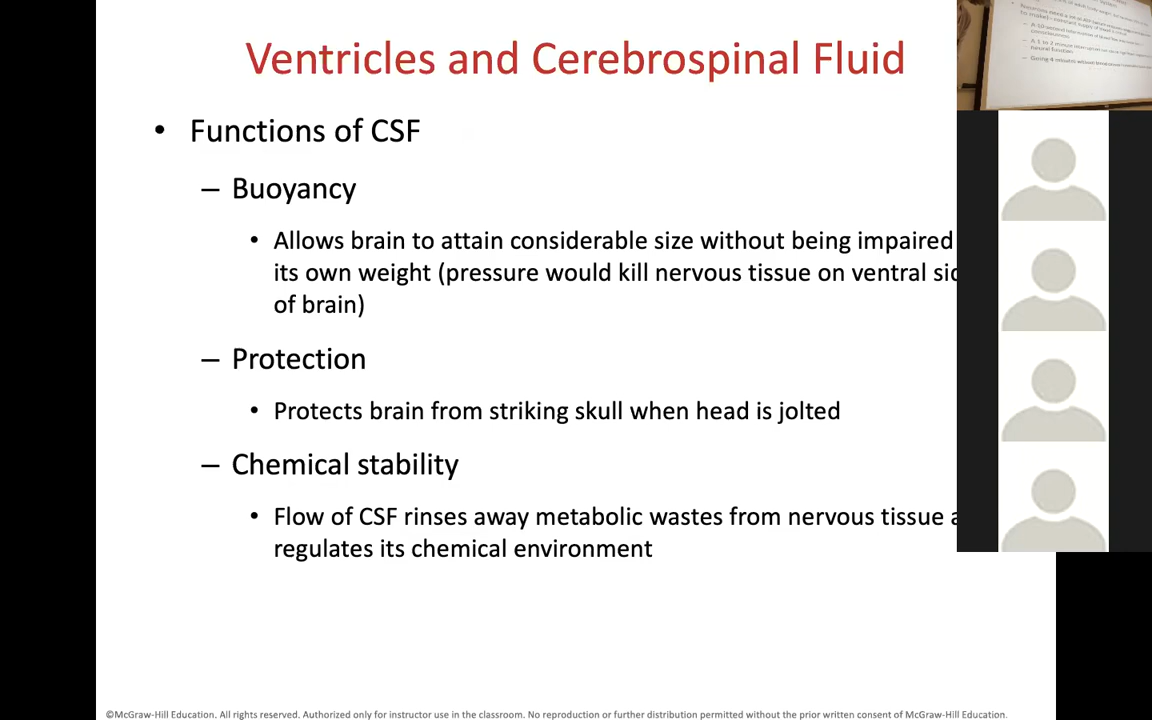 Ventricles and Cerebrospinal Fluid
• Functions of CSF
– Buoyancy
• Allows brain to attain considerable size without being impaired
its own weight (pressure would kill nervous tissue on ventral
of brain)
– Protection
• Protects brain from striking skull when head is jolted
– Chemical stability
• Flow of CSF rinses away metabolic wastes from nervous tissue
regulates its chemical environment
©McGraw-Hill Education. All rights reserved. Authorized only for instructor use in the classroom. No reproduction or further distribution permitted without the prior written consent of McGraw-Hill Education.